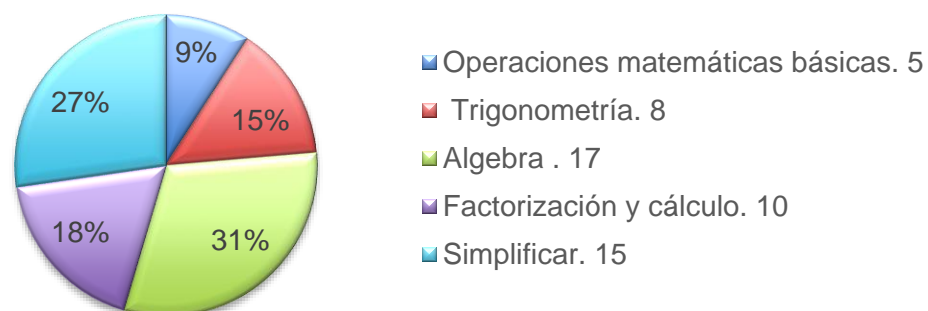 9%
15%
31%
18%
27%
Operaciones matemáticas básicas. 5
Trigonometría. 8
Algebra . 17
Factorización y cálculo. 10
Simplificar. 15